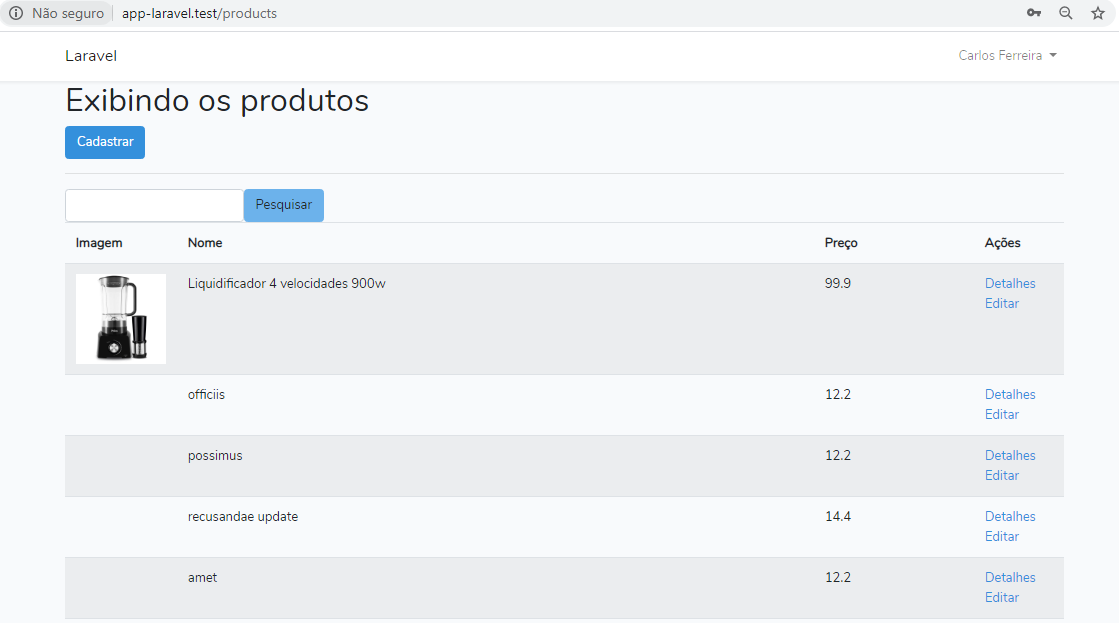 Não seguro app-laravel.test/products
Laravel Carlos Ferreira
Exibindo os produtos
Cadastrar
Pesquisar
Imagem Nome Preço Ações
Liquidificador 4 velocidades 900w 99.9 Detalhes
Editar
officiis 12.2 Detalhes
Editar
possimus 12.2 Detalhes
Editar
recusandae update 14.4 Detalhes
Editar
amet 12.2 Detalhes
Editar